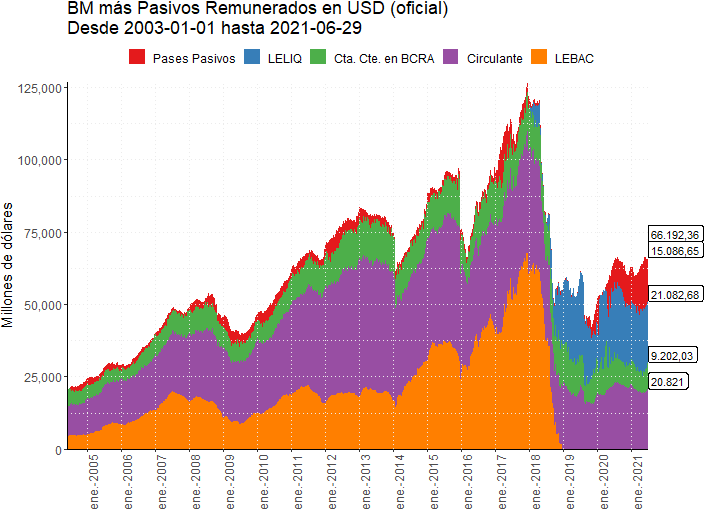 BM más Pasivos Remunerados en USD (oficial)
Desde 2003-01-01 hasta 2021-06-29
Pases Pasivos LELIQ Cta. Cte. en BCRA Circulante LEBAC
Millones de dólares
125,000
100,000
75,000
50,000
25,000
0
66.192,36
15.086,65
21.082,68
9.202,03
20.821
ene.-2005
ene.-2006
ene.-2007
ene.-2008
ene.-2009
ene.-2010
ene.-2011
ene.-2012
ene.-2013
ene.-2014
ene.-2015
ene.-2016
ene.-2017
ene.-2018
ene.-2019
ene.-2020
ene.-2021